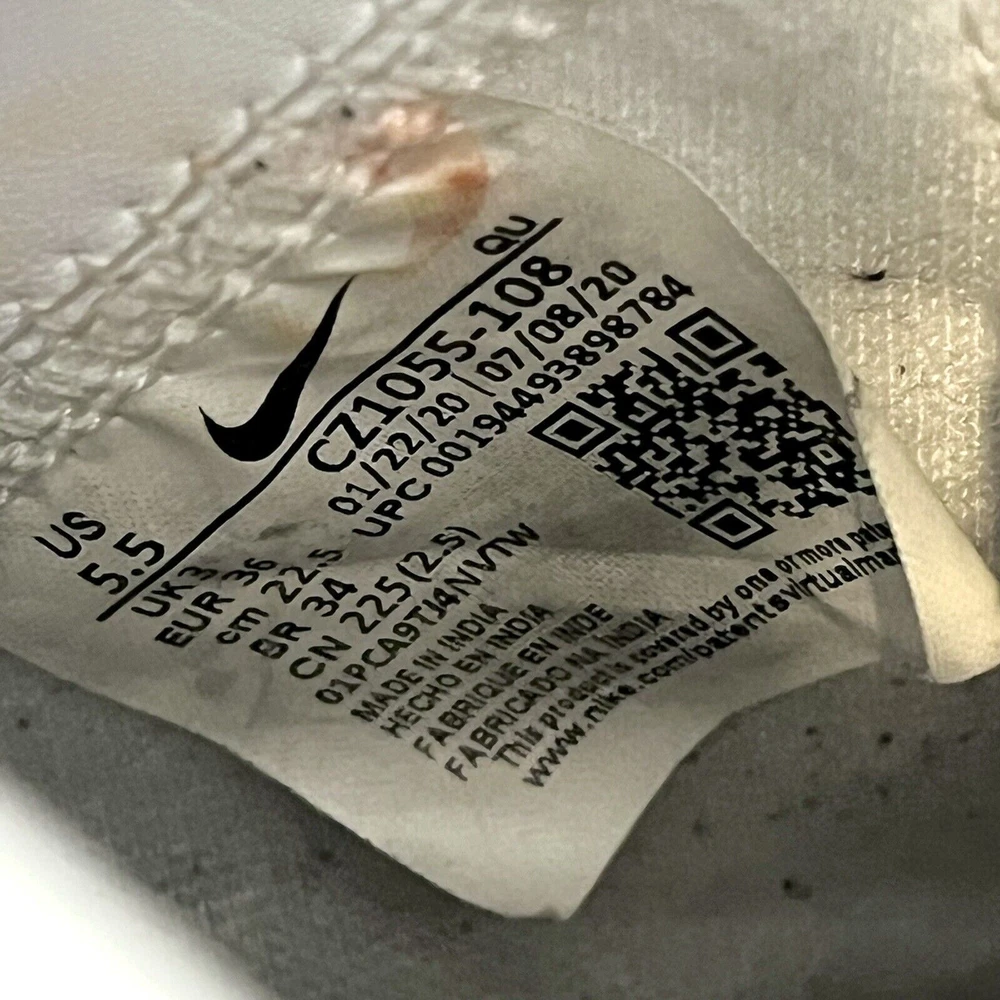 QU
CZ1055-108
01/22/20 | 07/08/20
UPC 00194493898784
US
5.5
UK 3
EUR 36
cm 22.5
BR 34
CN 225(2.5)
MADE IN INDIA
HECHO EN INDIA
FABRIQUE EN INDE
FABRICADO NA INDIA
This product is covered by one or more
www.nike.com/patentsvirtualmar